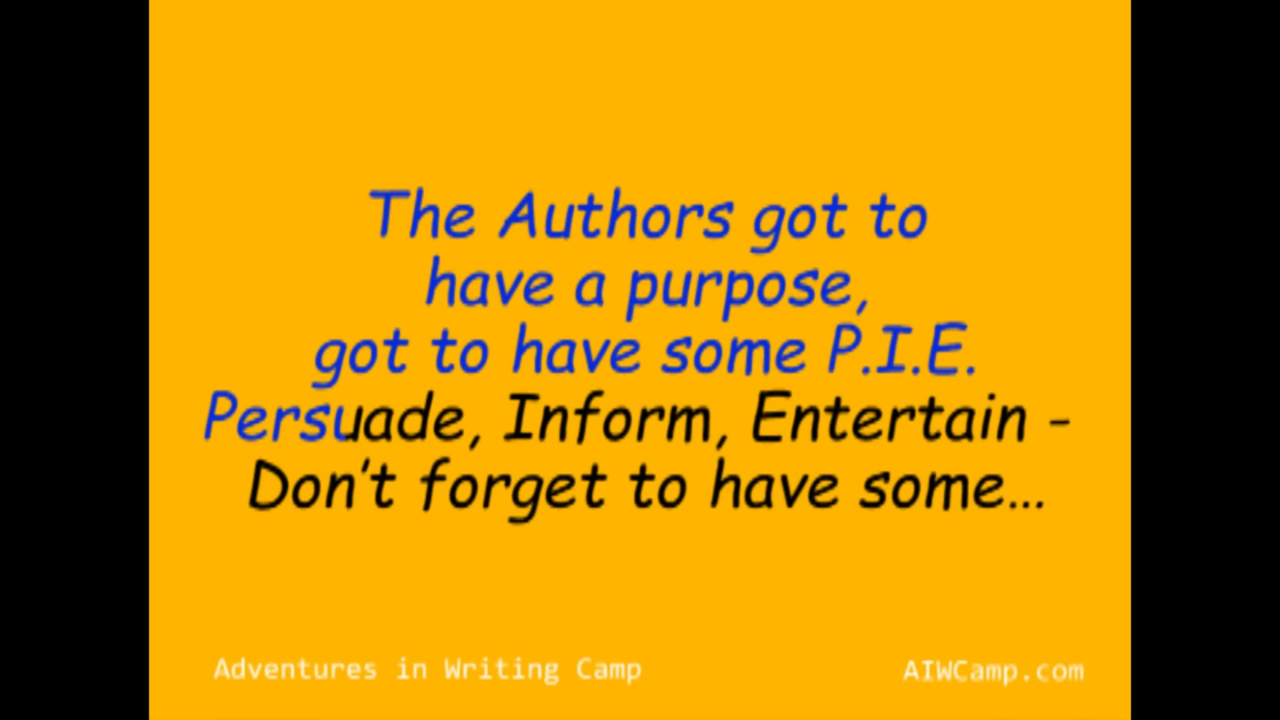 The Authors got to
have a purpose,
got to have some P.I.E.
Persuade, Inform, Entertain -
Don't forget to have some...
Adventures in Writing Camp
AIWCamp.com